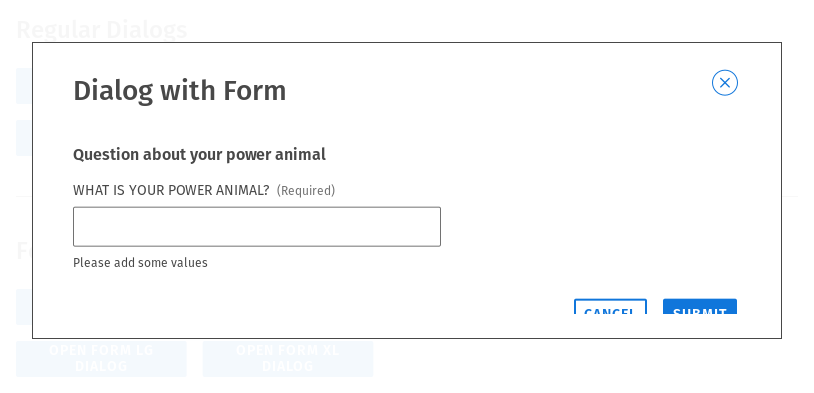 Regular Dialogs
Dialog with Form
Question about your power animal
WHAT IS YOUR POWER ANIMAL? (Required)
Please add some values
CANCEL SUBMIT
OPEN FORM LG DIALOG
OPEN FORM XL DIALOG